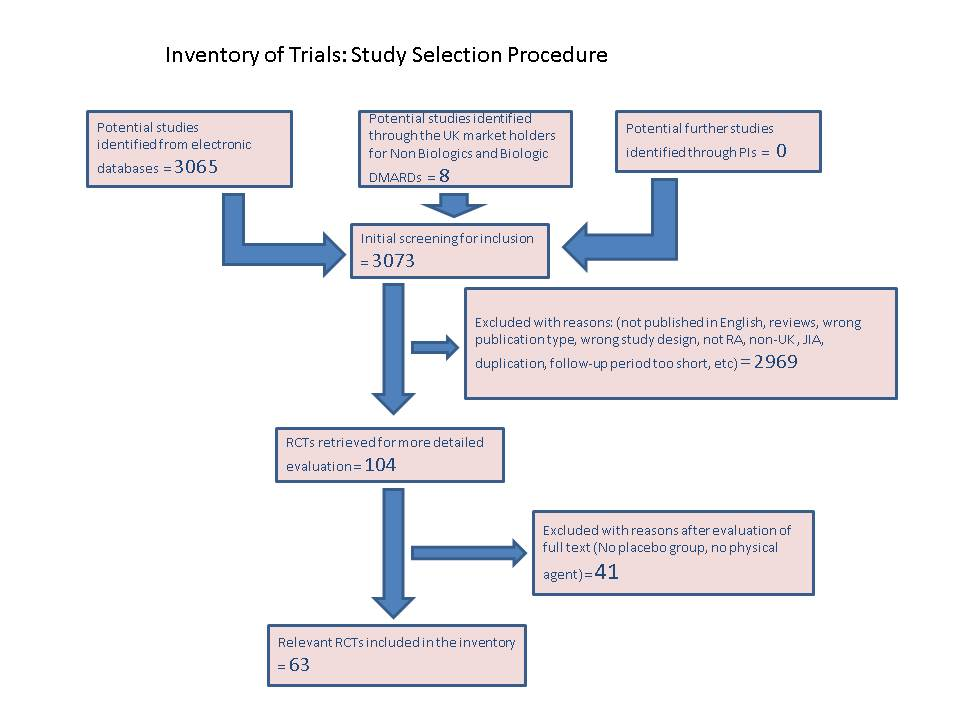 Inventory of Trials: Study Selection Procedure
Potential studies
identified from electronic
databases = 3065
Potential studies identified
through the UK market holders
for Non Biologics and Biologic
DMARDs = 8
Potential further studies
identified through PIs = 0
Initial screening for inclusion
= 3073
Excluded with reasons: (not published in English, reviews, wrong
publication type, wrong study design, not RA, non-UK , JIA,
duplication, follow-up period too short, etc) = 2969
RCTs retrieved for more detailed
evaluation = 104
Excluded with reasons after evaluation of
full text (No placebo group, no physical
agent) = 41
Relevant RCTs included in the inventory
= 63